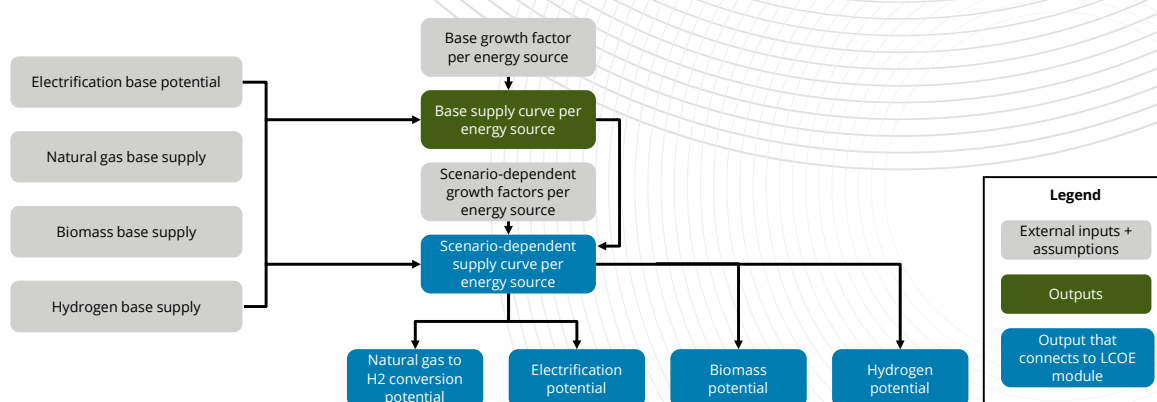 Base growth factor
per energy source
Electrification base potential
Natural gas base supply
Biomass base supply
Hydrogen base supply
Base supply curve per
energy source
Scenario-dependent
growth factors per
energy source
Scenario-dependent
supply curve per
energy source
Natural gas to
H2 conversion
potential
Electrification
potential
Biomass
potential
Hydrogen
potential
Legend
External inputs +
assumptions
Outputs
Output that
connects to LCOE
module